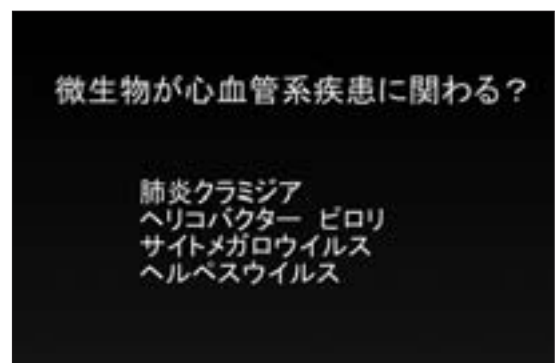 微生物が心血管系疾患に関わる？
肺炎クラミジア
ヘリコバクター ピロリ
サイトメガロウイルス
ヘルペスウイルス